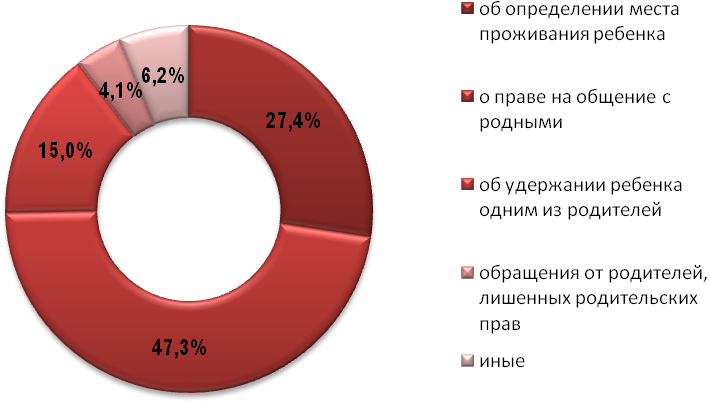 об определении места
проживания ребенка
о праве на общение с
родными
об удержании ребенка
одним из родителей
обращения от родителей,
лишенных родительских
прав
иные
27,4%
47,3%
15,0%
4,1%
6,2%